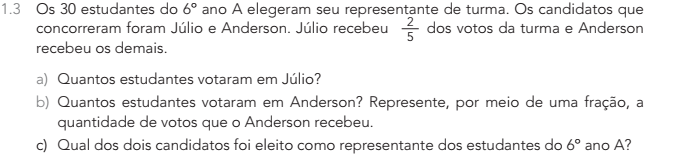 1.3 Os 30 estudantes do 6º ano A elegeram seu representante de turma. Os candidatos que
concorreram foram Júlio e Anderson. Júlio recebeu 2/5 dos votos da turma e Anderson
recebeu os demais.
a) Quantos estudantes votaram em Júlio?
b) Quantos estudantes votaram em Anderson? Represente, por meio de uma fração, a
quantidade de votos que o Anderson recebeu.
c) Qual dos dois candidatos foi eleito como representante dos estudantes do 6º ano A?